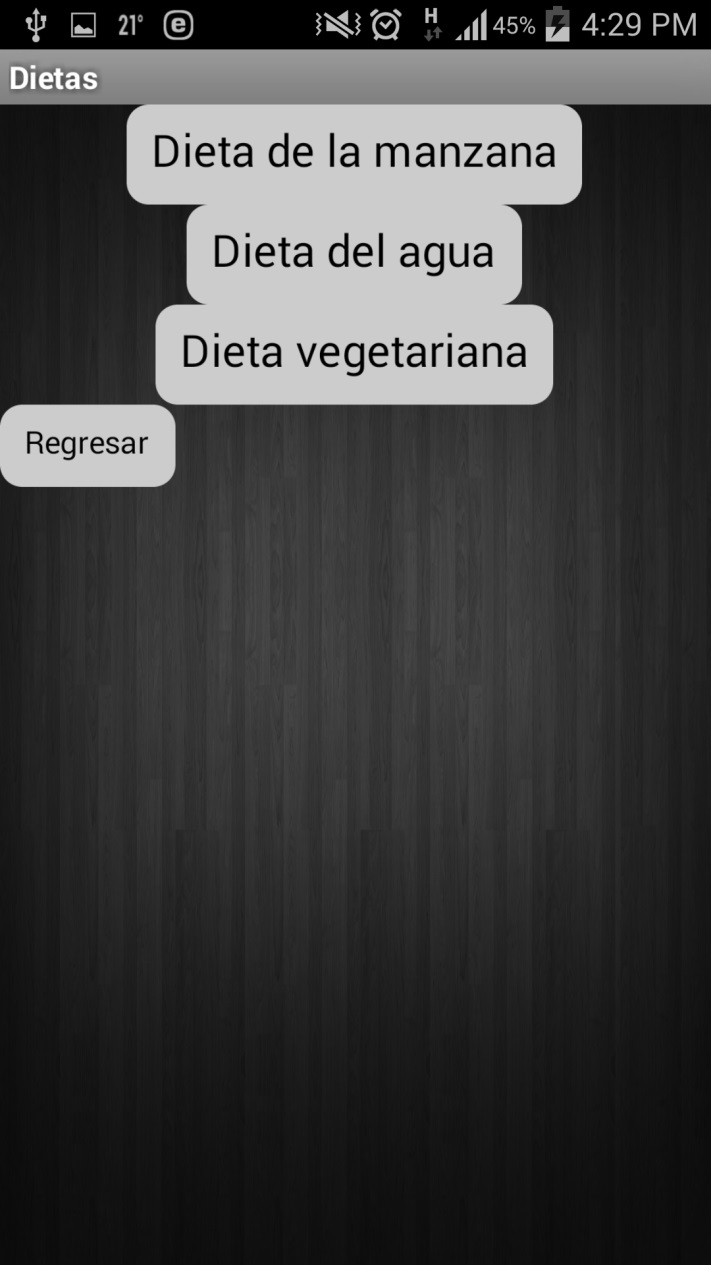 21° e H 45% 4:29 PM
Dietas
Dieta de la manzana
Dieta del agua
Dieta vegetariana
Regresar